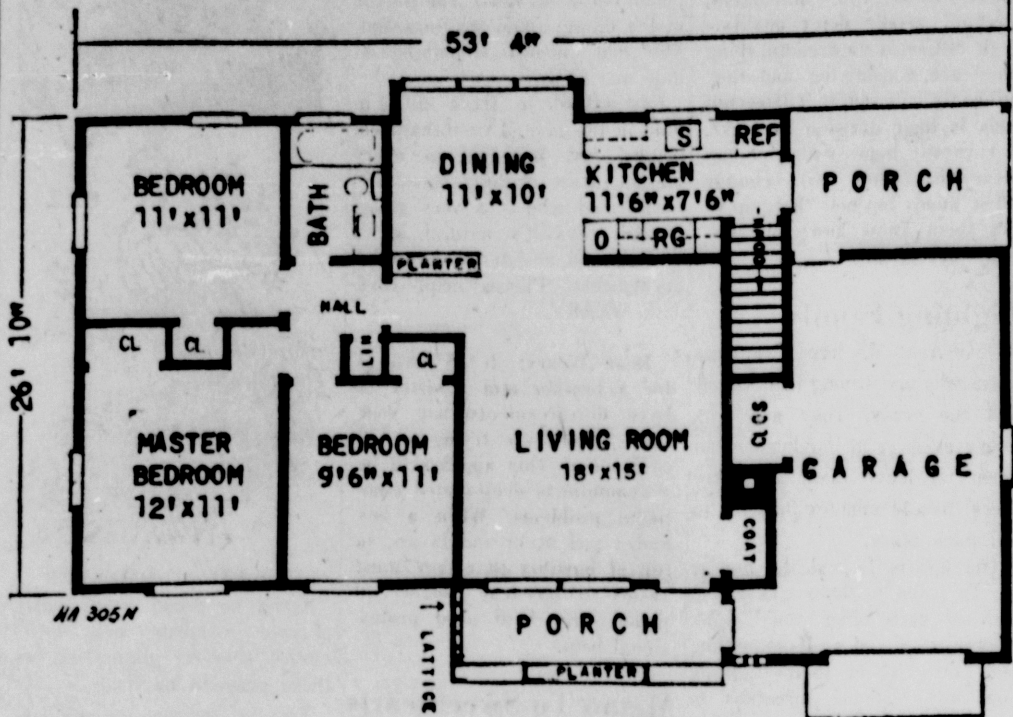 53' 4"
26' 10"
BEDROOM
11'X11'
BATH
DINING
11'X10'
S
REF
KITCHEN
11'6"X7'6"
O
RG
PORCH
DOWN
PLANTER
HALL
CL
CL
LIN
CL
MASTER
BEDROOM
12'X11'
BEDROOM
9'6"X11'
LIVING ROOM
18'X15'
CLOS
COAT
GARAGE
HA 305N
LATTICE
PORCH
PLANTER